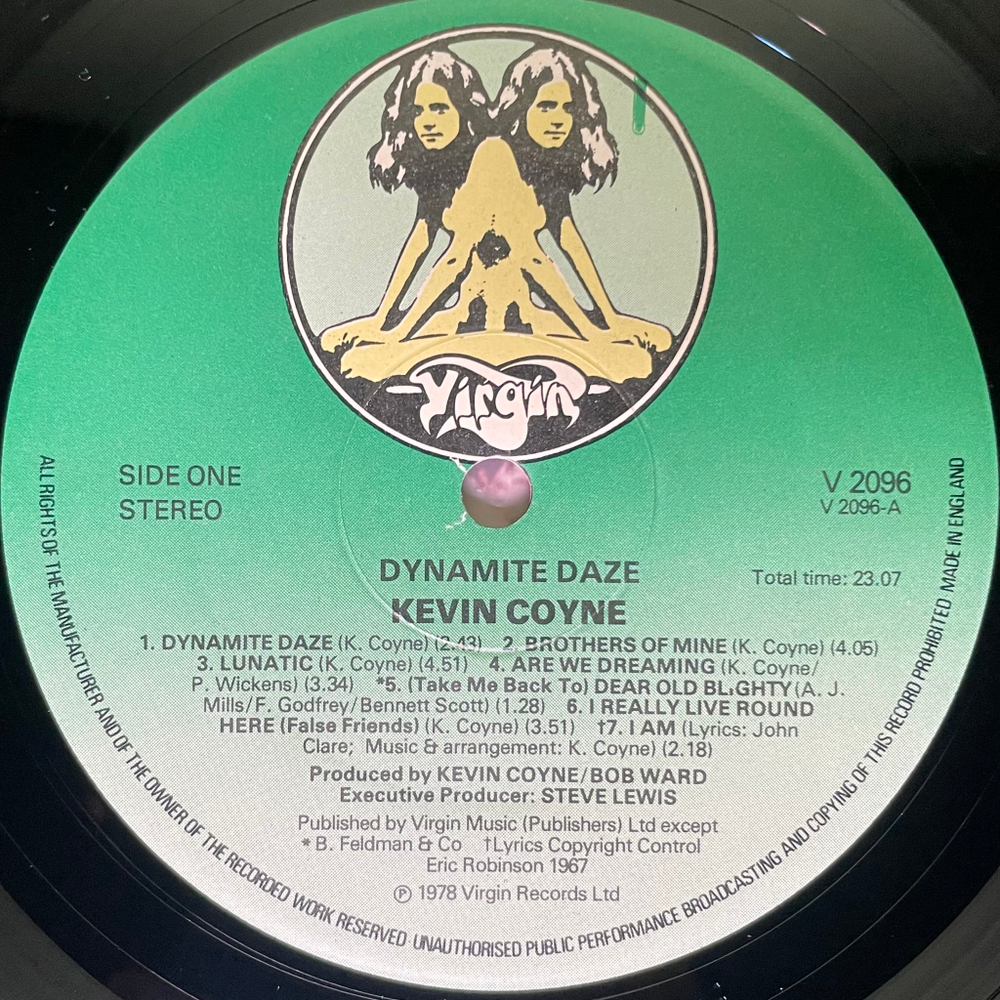 Virgin
SIDE ONE
STEREO
V 2096
V 2096-A
DYNAMITE DAZE
Total time: 23.07
KEVIN COYNE
1. DYNAMITE DAZE (K. Coyne) (2.43) 2. BROTHERS OF MINE (K. Coyne) (4.05)
3. LUNATIC (K. Coyne) (4.51) 4. ARE WE DREAMING (K. Coyne/
P. Wickens) (3.34) *5. (Take Me Back To) DEAR OLD BLiGHTY (A. J.
Mills/F. Godfrey/Bennett Scott) (1.28) 6. I REALLY LIVE ROUND
HERE (False Friends) (K. Coyne) (3.51) †7. I AM (Lyrics: John
Clare; Music & arrangement: K. Coyne) (2.18)
Produced by KEVIN COYNE/BOB WARD
Executive Producer: STEVE LEWIS
Published by Virgin Music (Publishers) Ltd except
* B. Feldman & Co †Lyrics Copyright Control
Eric Robinson 1967
℗ 1978 Virgin Records Ltd
ALL RIGHTS OF THE MANUFACTURER AND OF THE OWNER OF THE RECORDED WORK RESERVED UNAUTHORISED PUBLIC PERFORMANCE BROADCASTING AND COPYING OF THIS RECORD PROHIBITED MADE IN ENGLAND